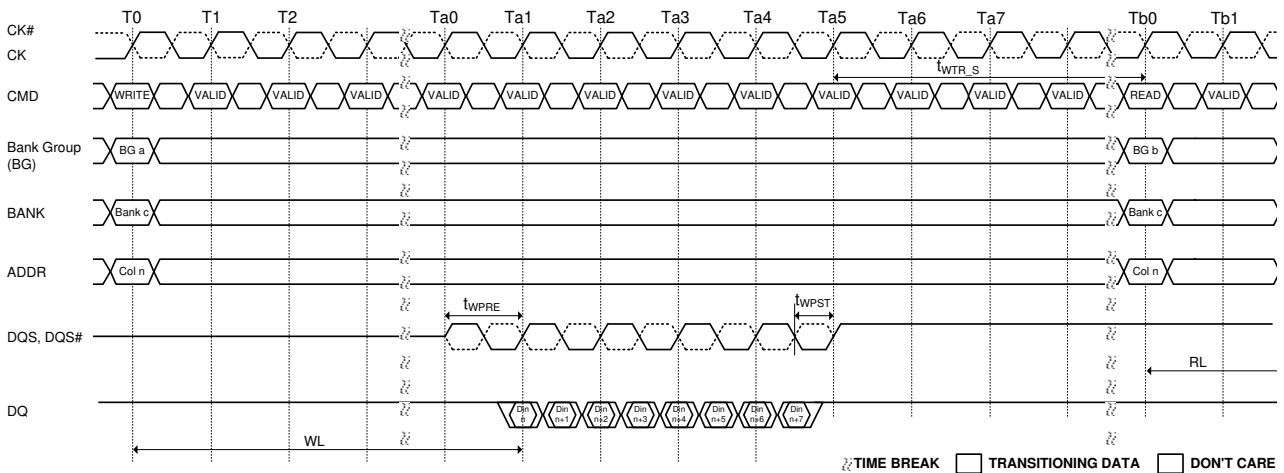 T0 T1 T2 Ta0 Ta1 Ta2 Ta3 Ta4 Ta5 Ta6 Ta7 Tb0 Tb1
CK#
CK
tWTR_S
CMD WRITE VALID VALID VALID VALID VALID VALID VALID VALID VALID VALID VALID VALID READ VALID
Bank Group
(BG)
BG a BG b
BANK Bank c Bank c
ADDR Col n Col n
tWPRE tWPST
DQS, DQS#
RL
DQ Din n Din n+1 Din n+2 Din n+3 Din n+4 Din n+5 Din n+6 Din n+7
WL
TIME BREAK TRANSITIONING DATA DON'T CARE